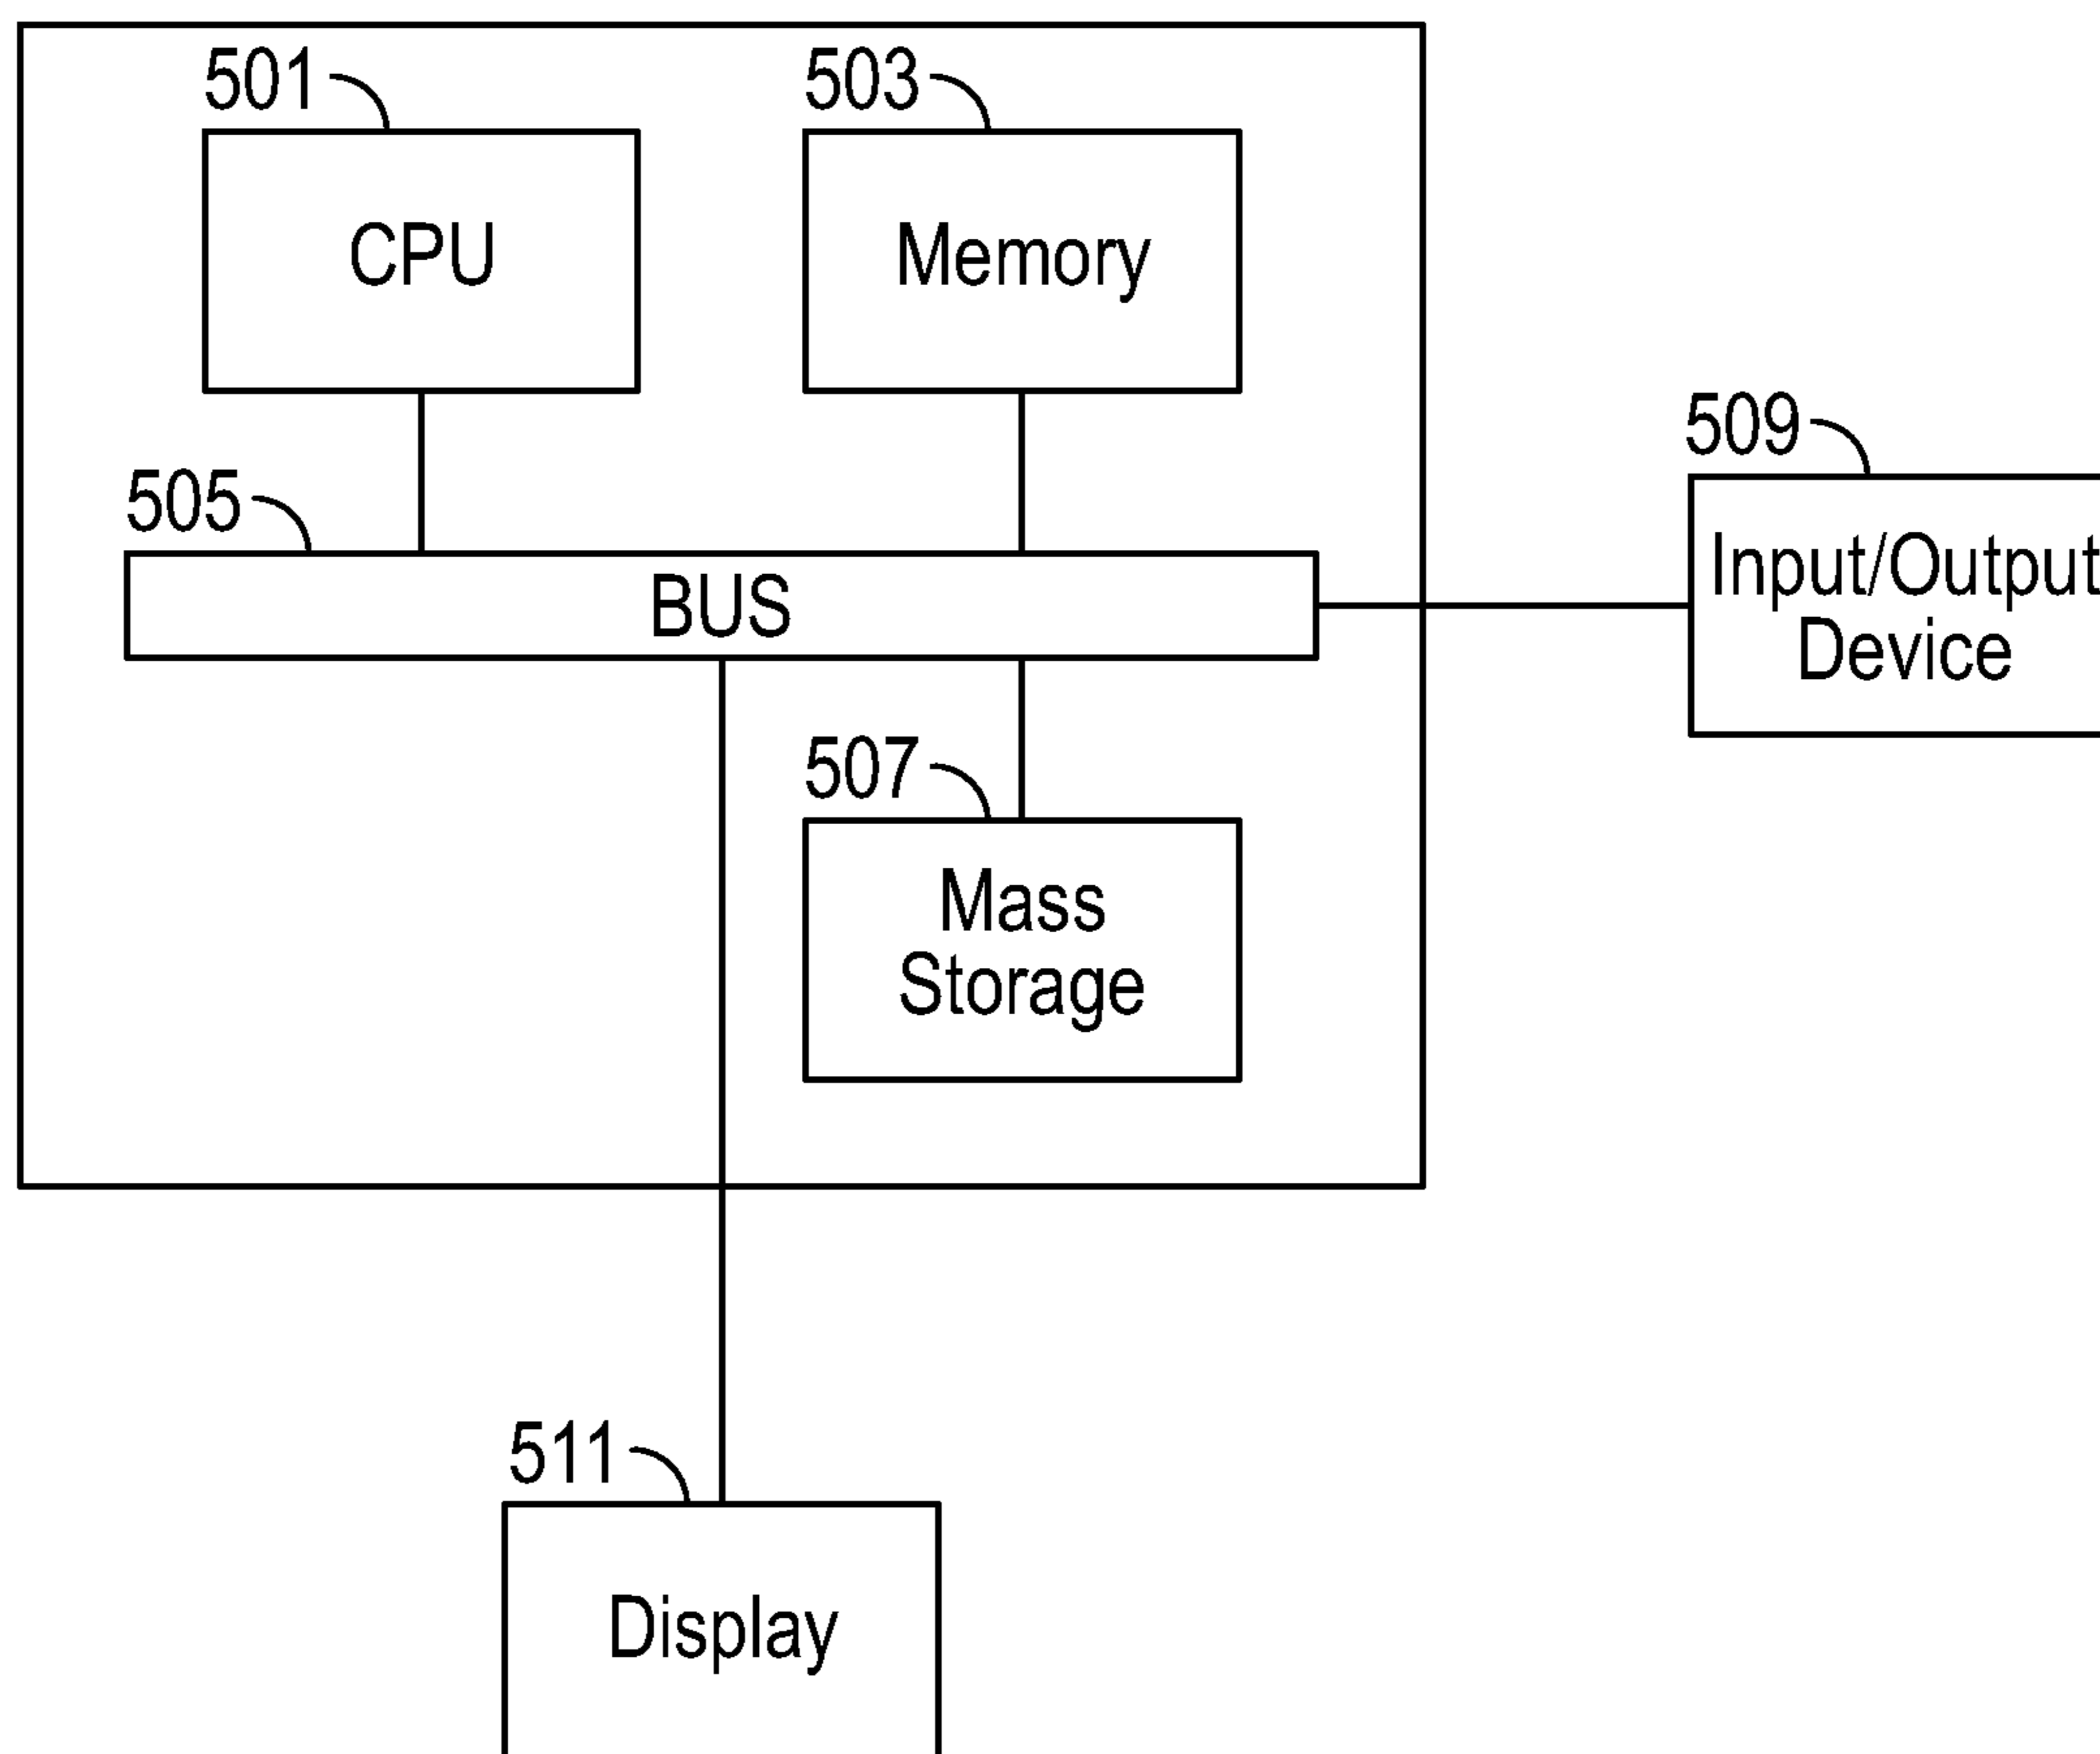 501
503
CPU
Memory
509
505
Input/Output
Device
BUS
507
Mass
Storage
511
Display